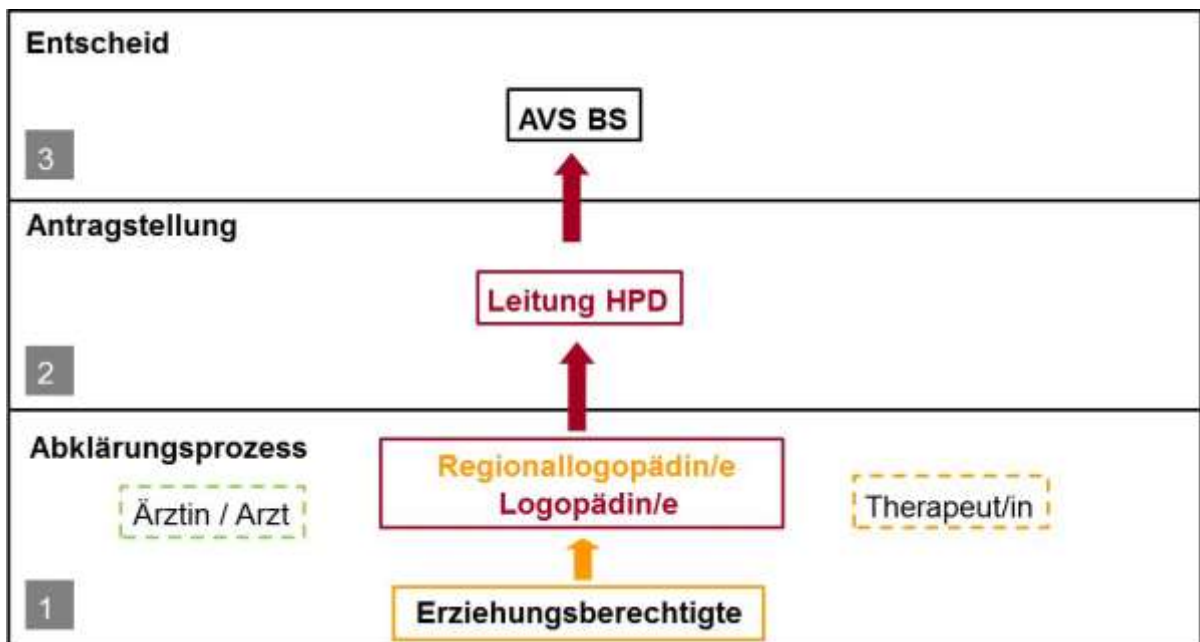 Entscheid
AVS BS
3
Antragstellung
Leitung HPD
2
Abklärungsprozess
Regionallogopädin/e
Logopädin/e
Ärztin / Arzt
Therapeut/in
1
Erziehungsberechtigte